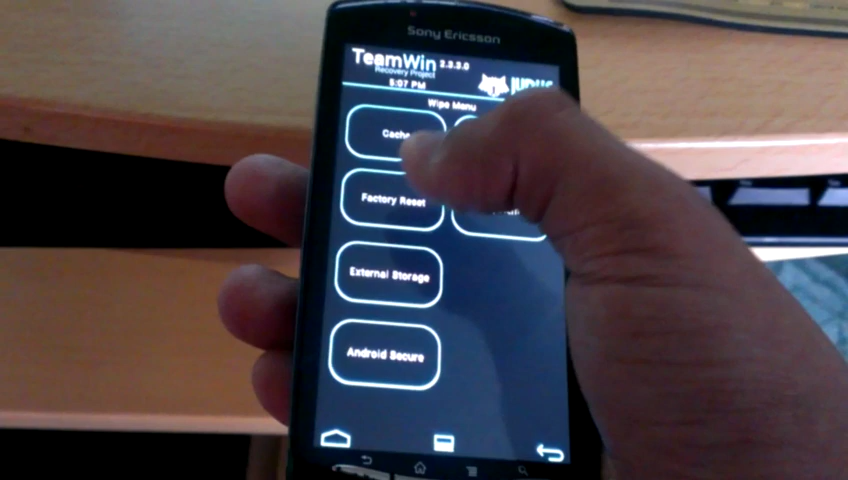 Sony Ericsson
TeamWin 2.3.3.0
Recovery Project
5:07 PM
Wipe Menu
Factory Reset
External Storage
Android Secure